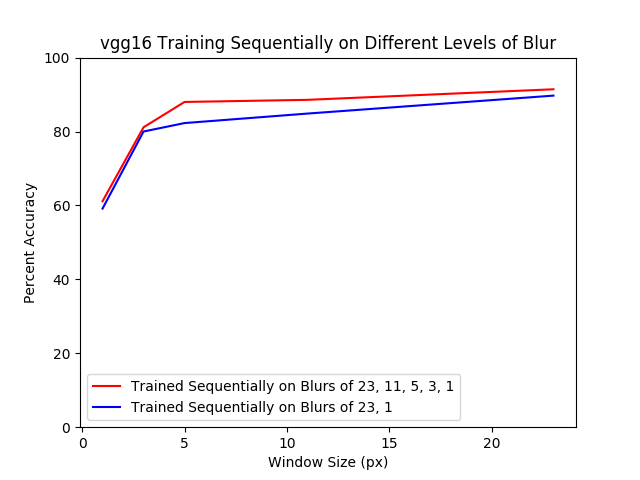 vgg16 Training Sequentially on Different Levels of Blur
100
80
60
40
20
0
Percent Accuracy
Trained Sequentially on Blurs of 23, 11, 5, 3, 1
Trained Sequentially on Blurs of 23, 1
0 5 10 15 20
Window Size (px)